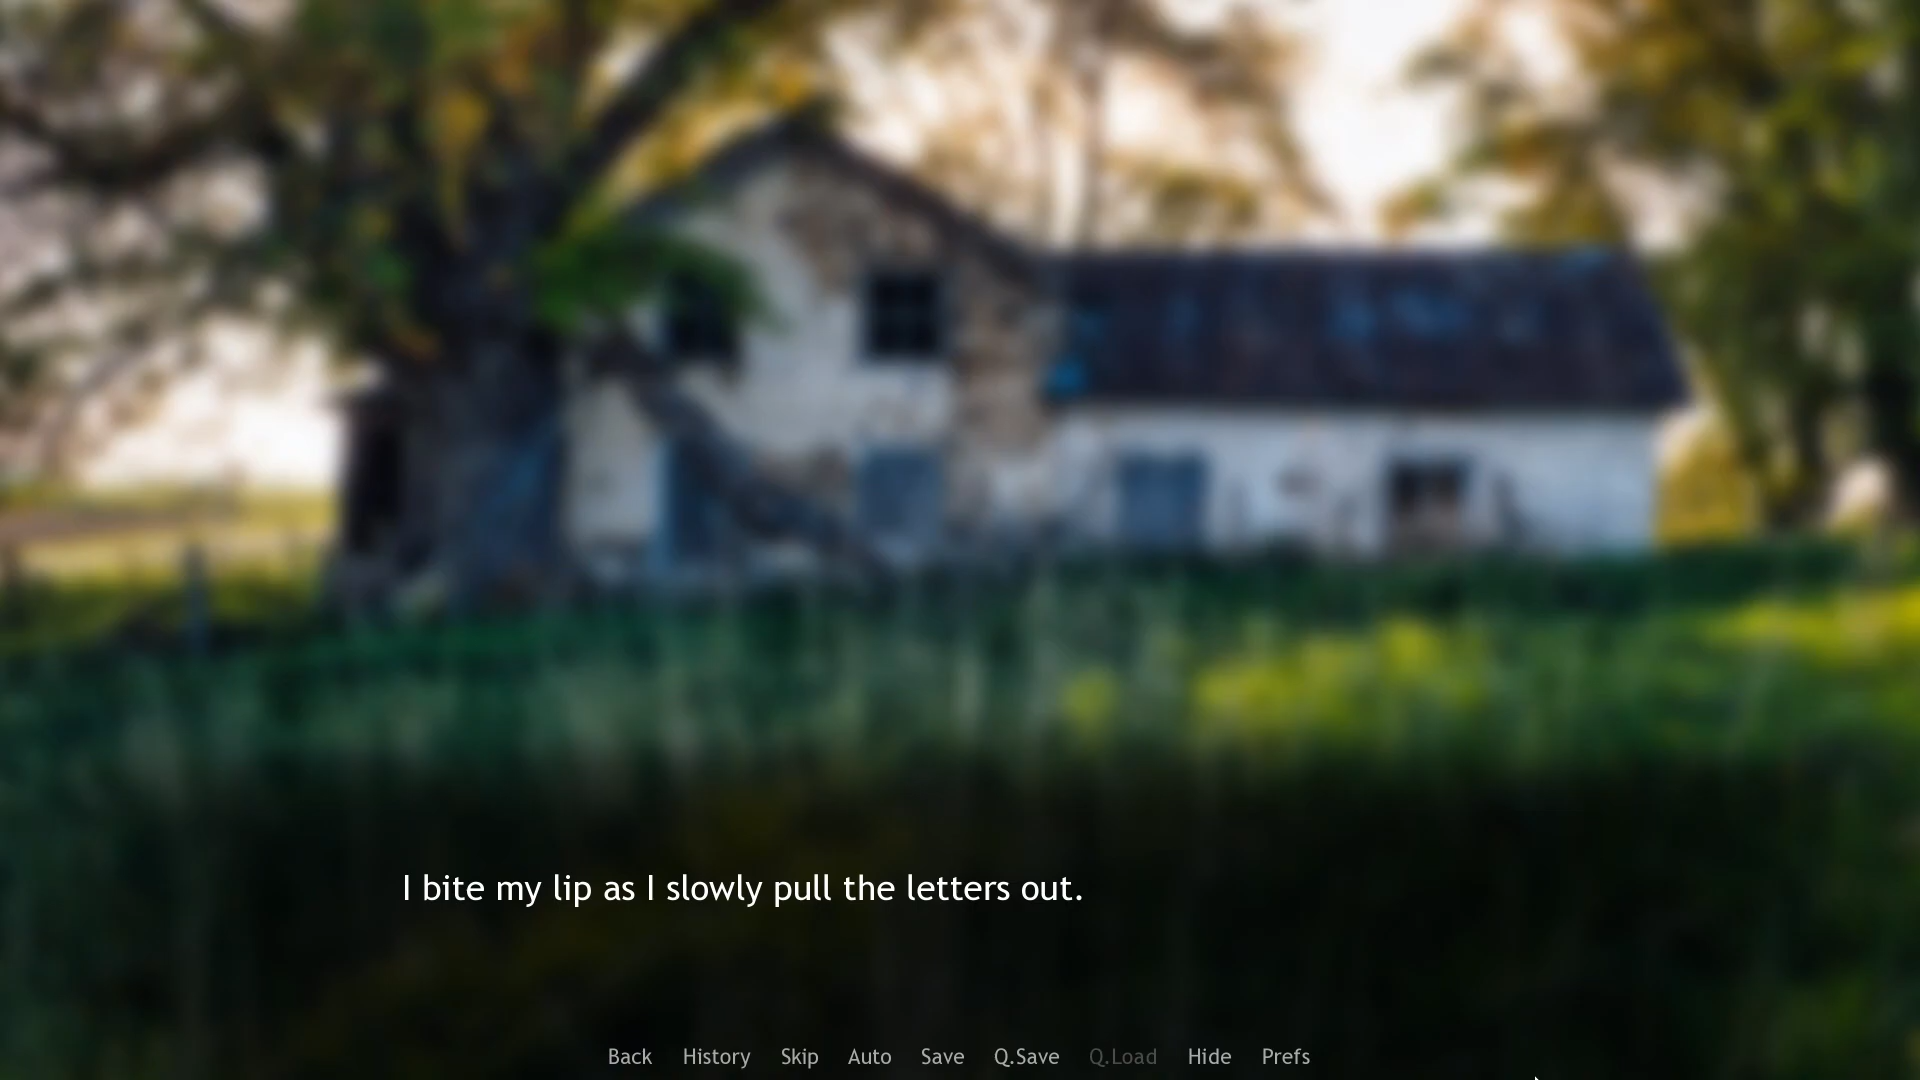 I bite my lip as I slowly pull the letters out.
Back History Skip Auto Save Q.Save Q.Load Hide Prefs